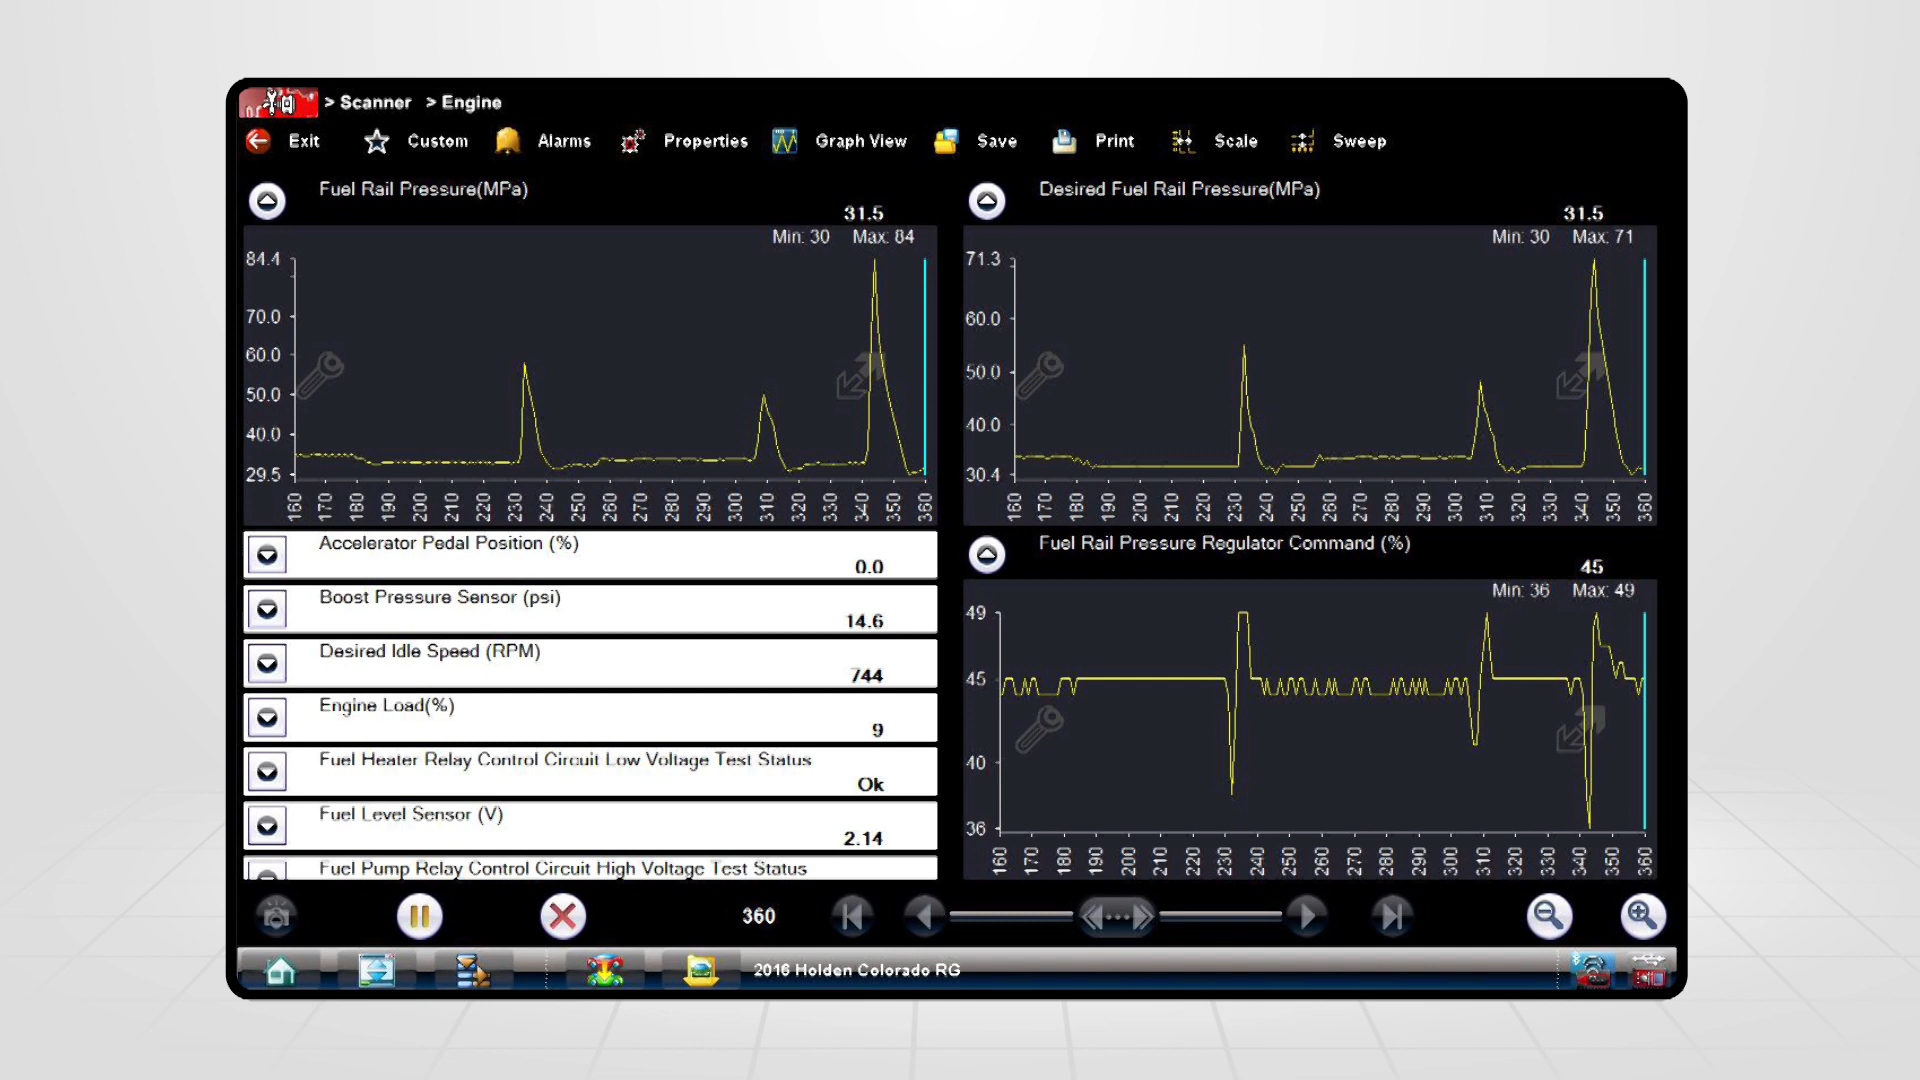 > Scanner > Engine
Exit Custom Alarms Properties Graph View Save Print Scale Sweep
Fuel Rail Pressure(MPa)
31.5
Min: 30 Max: 84
84.4
70.0
60.0
50.0
40.0
29.5
160 170 180 190 200 210 220 230 240 250 260 270 280 290 300 310 320 330 340 350 360
Desired Fuel Rail Pressure(MPa)
31.5
Min: 30 Max: 71
71.3
60.0
50.0
40.0
30.4
160 170 180 190 200 210 220 230 240 250 260 270 280 290 300 310 320 330 340 350 360
Accelerator Pedal Position (%)
0.0
Boost Pressure Sensor (psi)
14.6
Desired Idle Speed (RPM)
744
Engine Load(%)
9
Fuel Heater Relay Control Circuit Low Voltage Test Status
Ok
Fuel Level Sensor (V)
2.14
Fuel Pump Relay Control Circuit High Voltage Test Status
Fuel Rail Pressure Regulator Command (%)
45
Min: 36 Max: 49
49
45
40
36
160 170 180 190 200 210 220 230 240 250 260 270 280 290 300 310 320 330 340 350 360
360
2016 Holden Colorado RG